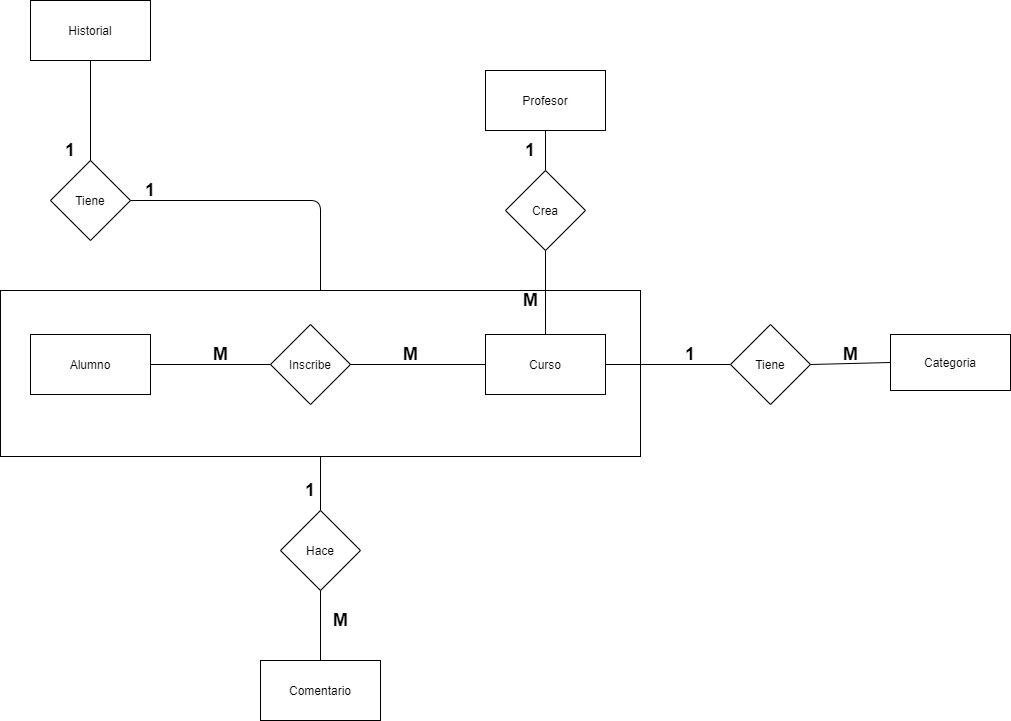 Historial
Profesor
1
1
1
Tiene
Crea
M
Alumno
M
Inscribe
M
Curso
1
Tiene
M
Categoria
1
Hace
M
Comentario